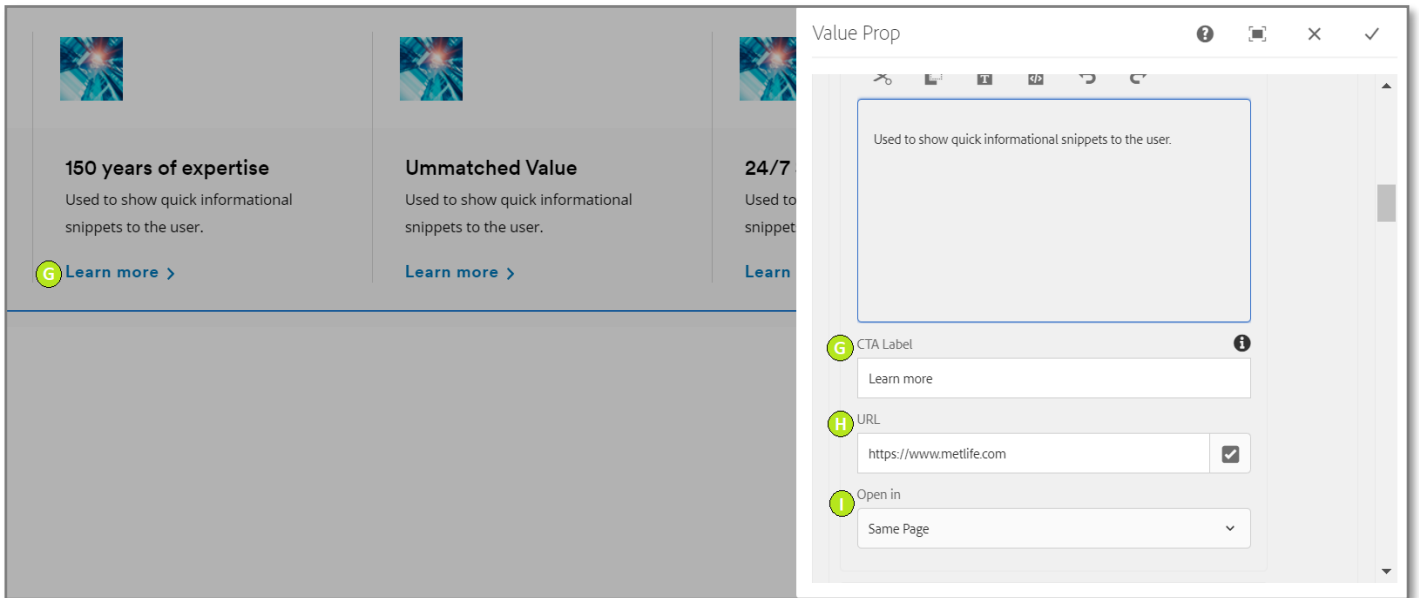 150 years of expertise
Used to show quick informational
snippets to the user.
G
Learn more >
Ummatched Value
Used to show quick informational
snippets to the user.
Learn more >
24/7
Used to
snippet
Learn
Value Prop
Used to show quick informational snippets to the user.
G
CTA Label
Learn more
H
URL
https://www.metlife.com
I
Open in
Same Page